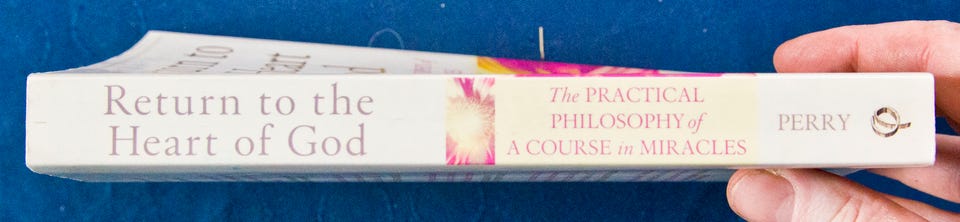 Return to the
Heart of God
The PRACTICAL
PHILOSOPHY of
A COURSE in MIRACLES
PERRY